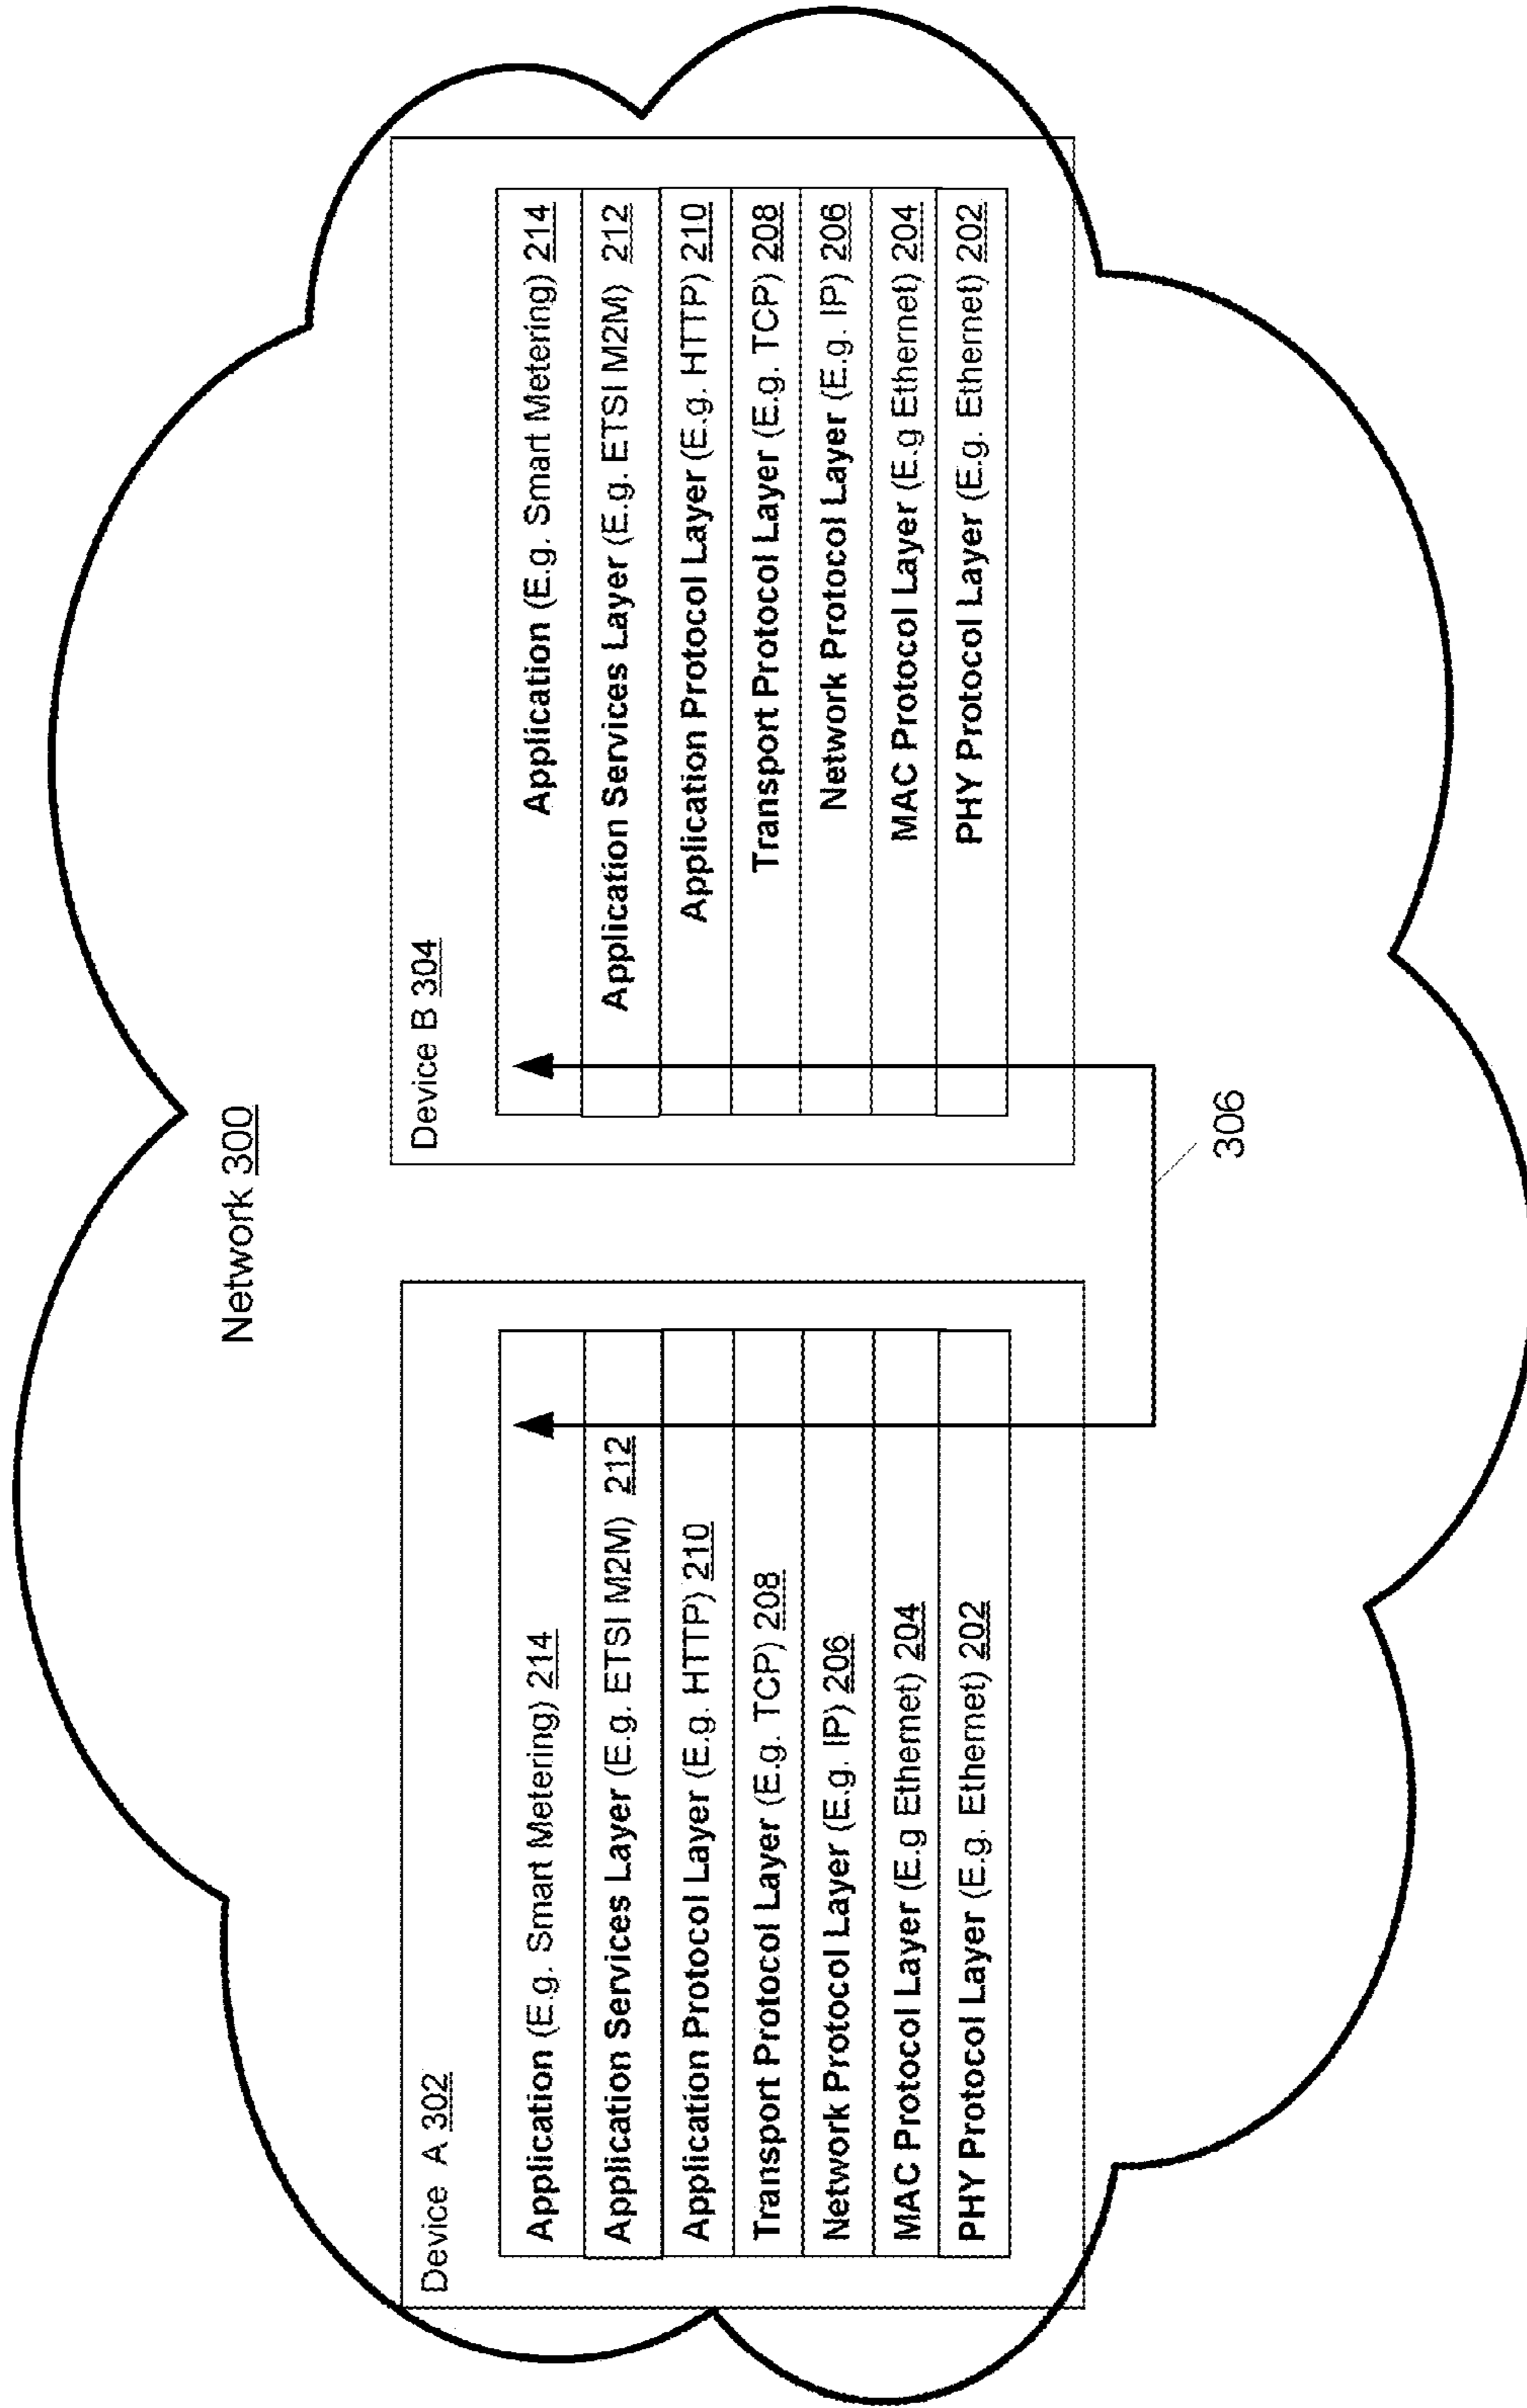 Network 300
Device A 302
Application (E.g. Smart Metering) 214
Application Services Layer (E.g. ETSI M2M) 212
Application Protocol Layer (E.g. HTTP) 210
Transport Protocol Layer (E.g. TCP) 208
Network Protocol Layer (E.g. IP) 206
MAC Protocol Layer (E.g Ethernet) 204
PHY Protocol Layer (E.g. Ethernet) 202
Device B 304
Application (E.g. Smart Metering) 214
Application Services Layer (E.g. ETSI M2M) 212
Application Protocol Layer (E.g. HTTP) 210
Transport Protocol Layer (E.g. TCP) 208
Network Protocol Layer (E.g. IP) 206
MAC Protocol Layer (E.g Ethernet) 204
PHY Protocol Layer (E.g. Ethernet) 202
306